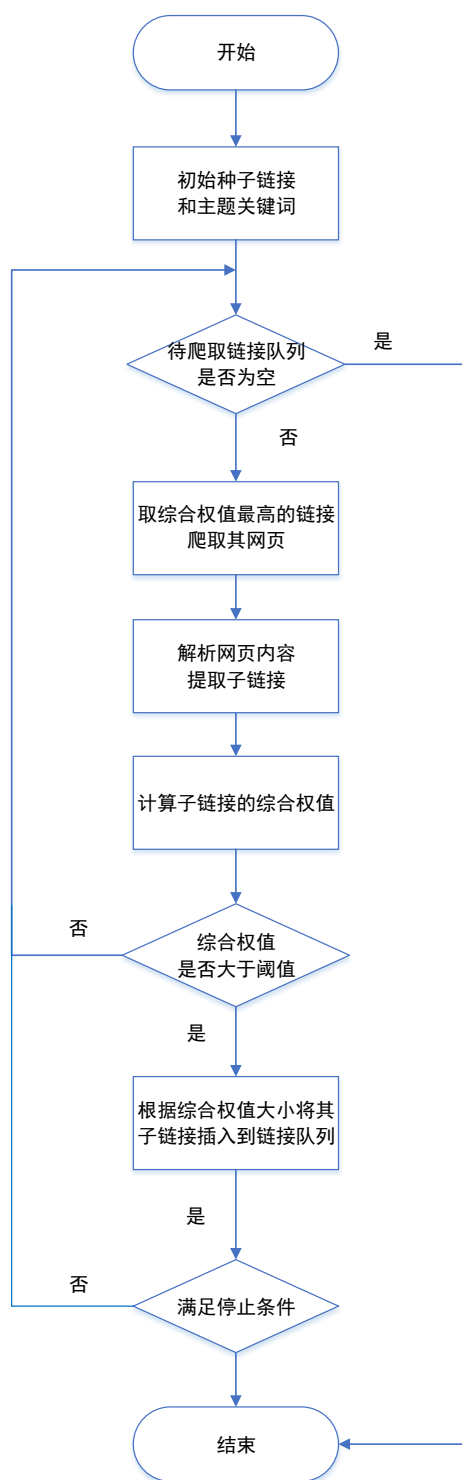 开始
初始种子链接
和主题关键词
待爬取链接队列
是否为空
是
否
取综合权值最高的链接
爬取其网页
解析网页内容
提取子链接
计算子链接的综合权值
否
综合权值
是否大于阈值
是
根据综合权值大小将其
子链接插入到链接队列
是
否
满足停止条件
结束